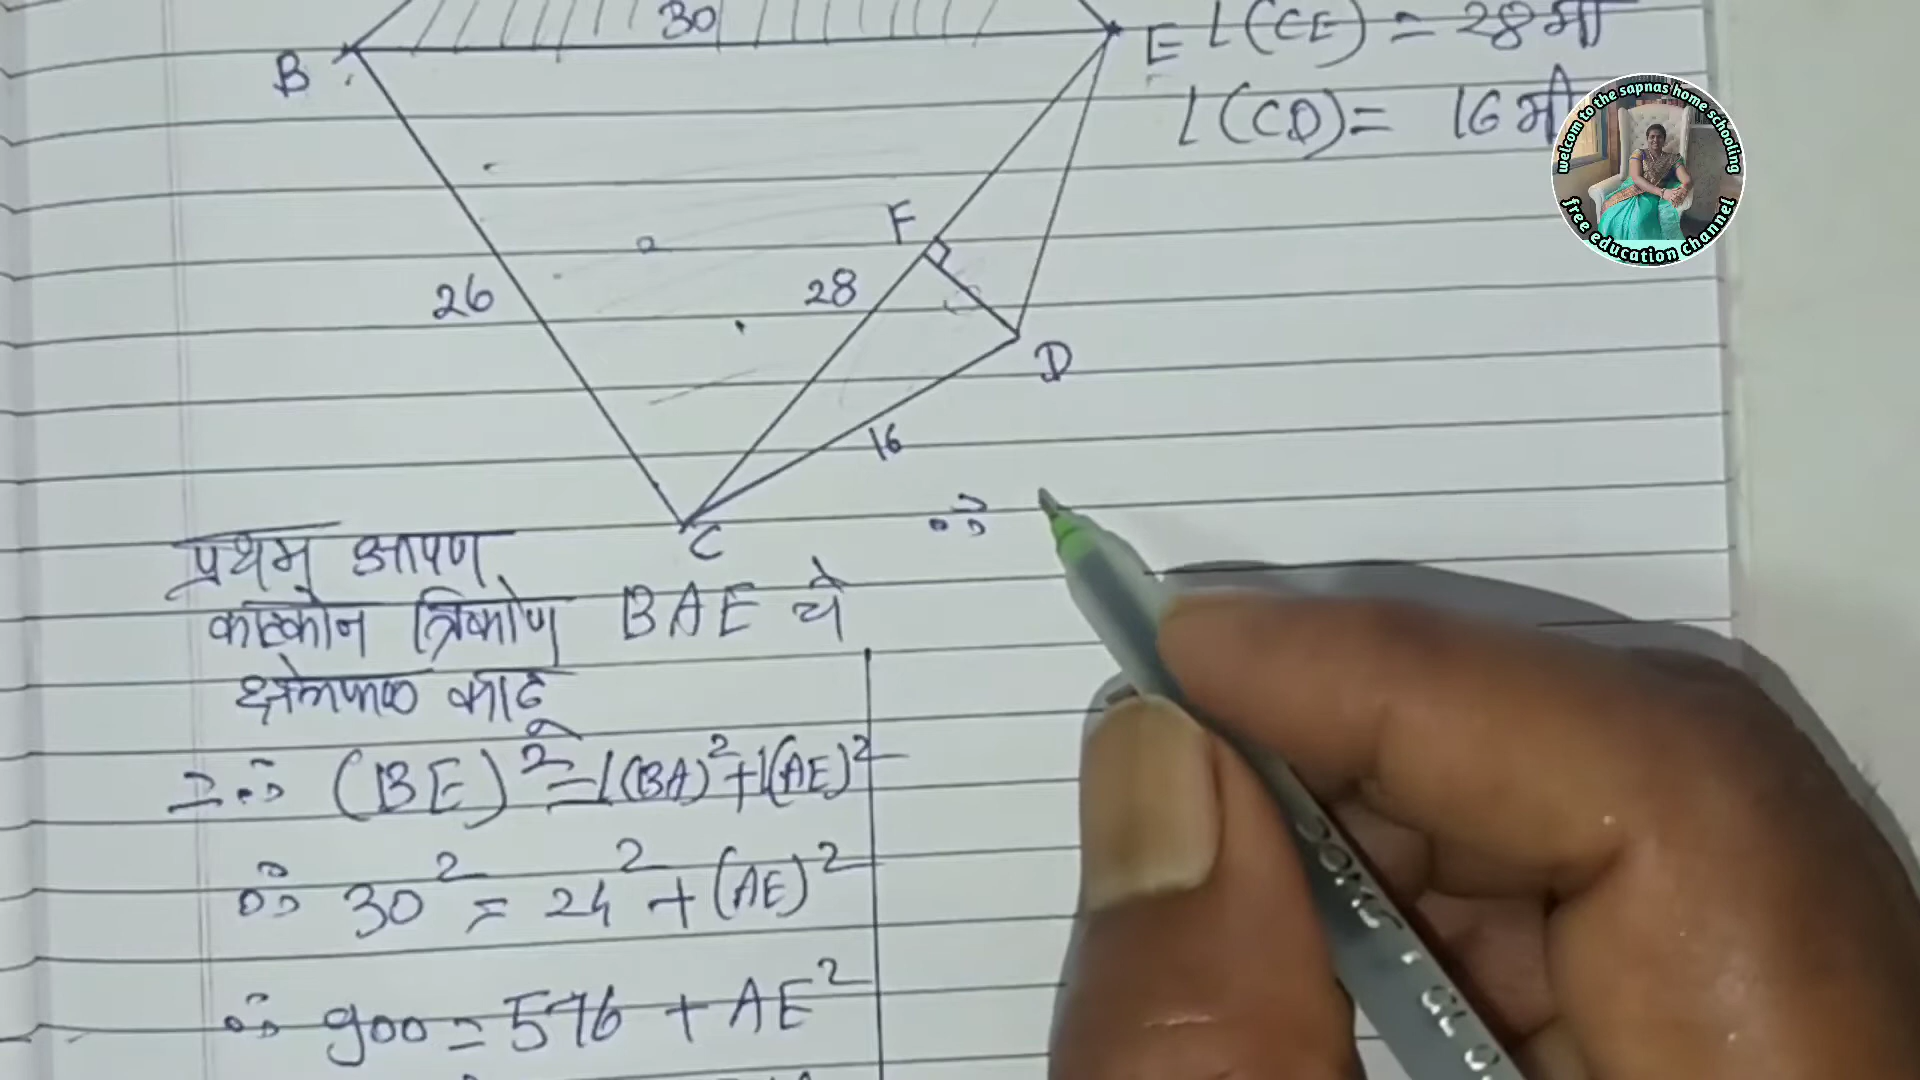 30
B
E l(CE) = 28 मी
l(CD) = 16 मी
welcom to the sapnas home schooling
free education channel
F
26
28
D
16
C
∴
प्रथम आपण
काटकोन त्रिकोण BAE चे
क्षेत्रफळ काढू
⇒ ∴ (BE)² = l(BA)² + l(AE)²
∴ 30² = 24² + (AE)²
∴ 900 = 576 + AE²